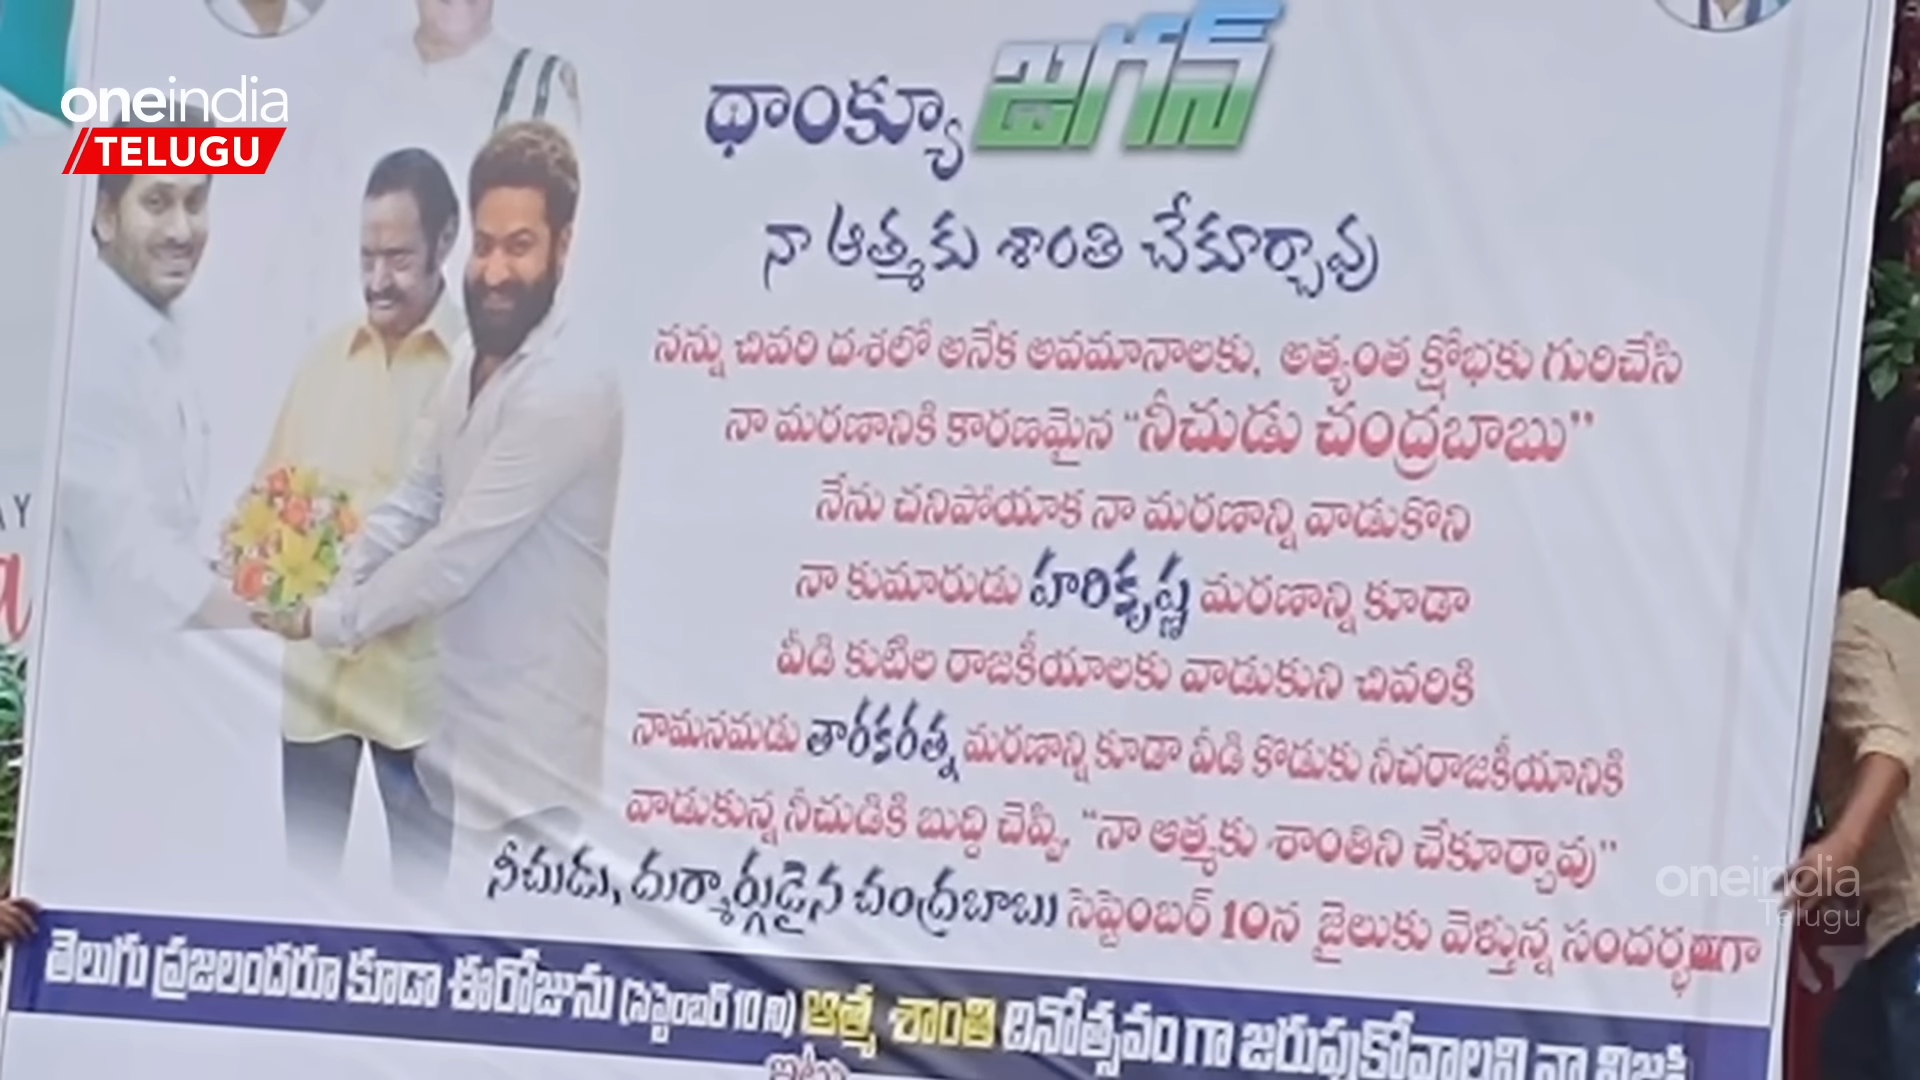 oneindia
TELUGU
థాంక్యూ జగన్
నా ఆత్మకు శాంతి చేకూర్చావు
నన్ను చివరి దశలో అనేక అవమానాలకు, అత్యంత క్షోభకు గురిచేసి
నా మరణానికి కారణమైన “నీచుడు చంద్రబాబు”
నేను చనిపోయాక నా మరణాన్ని వాడుకొని
నా కుమారుడు హరికృష్ణ మరణాన్ని కూడా
వీడి కుటిల రాజకీయాలకు వాడుకుని చివరికి
నామనమడు తారకరత్న మరణాన్ని కూడా వీడి కొడుకు నీచరాజకీయానికి
వాడుకున్న నీచుడికి బుద్ధి చెప్పి, “నా ఆత్మకు శాంతిని చేకూర్చావు”
నీచుడు, దుర్మార్గుడైన చంద్రబాబు సెప్టెంబర్ 10న జైలుకు వెళ్తున్న సందర్భంగా
తెలుగు ప్రజలందరూ కూడా ఈరోజును (సెప్టెంబర్ 10 ని) ఆత్మ శాంతి దినోత్సవం గా జరుపుకోవాలని నా
oneindia
Telugu
AY